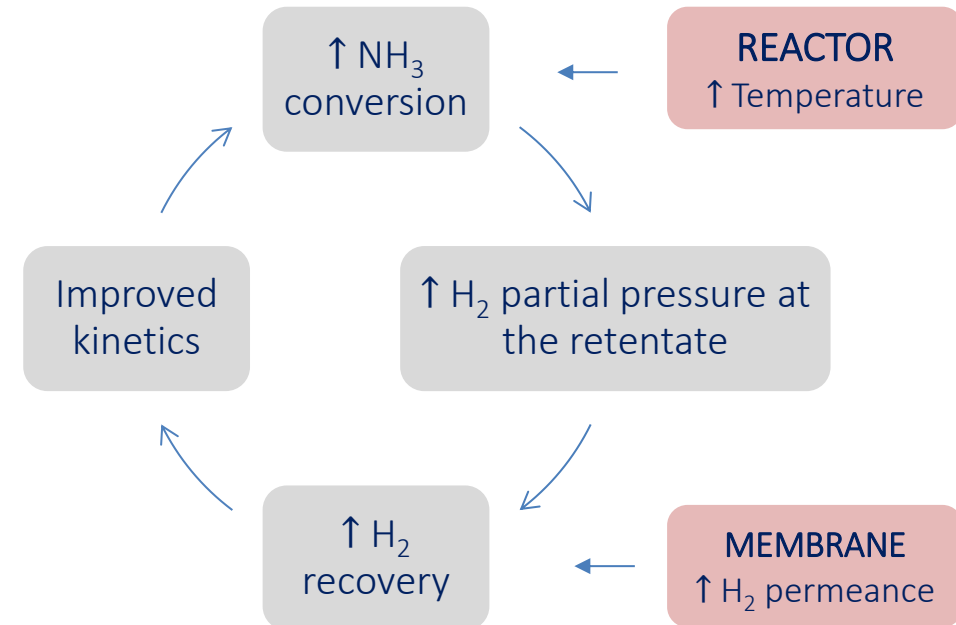 ↑ NH₃
conversion
REACTOR
↑ Temperature
Improved
kinetics
↑ H₂ partial pressure at
the retentate
↑ H₂
recovery
MEMBRANE
↑ H₂ permeance